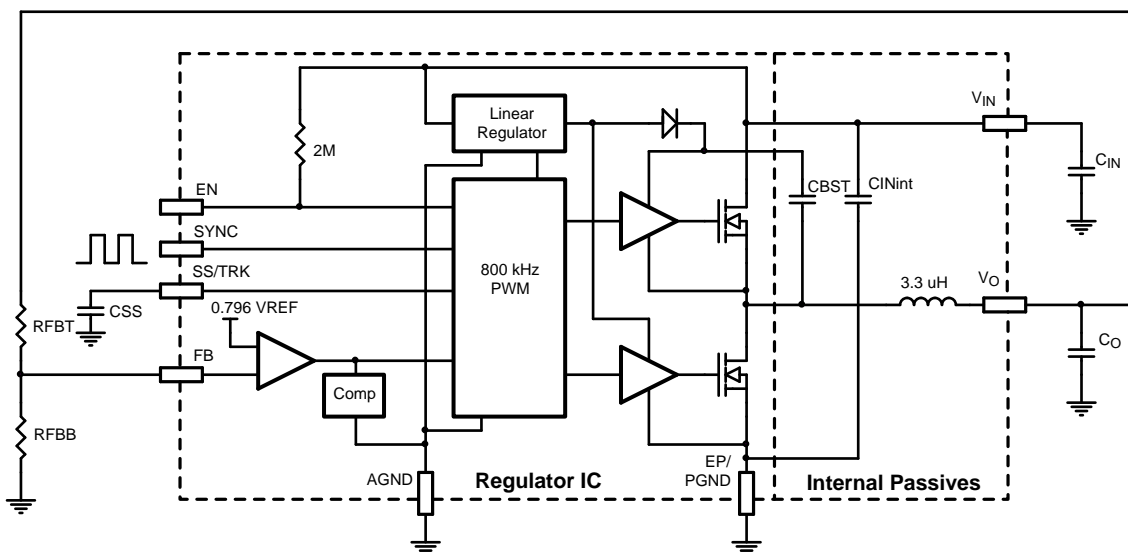 Linear
Regulator
VIN
2M
CIN
CBST
CINint
EN
SYNC
800 kHz
PWM
SS/TRK
3.3 uH
VO
CSS
0.796 VREF
RFBT
CO
FB
Comp
RFBB
AGND
Regulator IC
EP/
PGND
Internal Passives